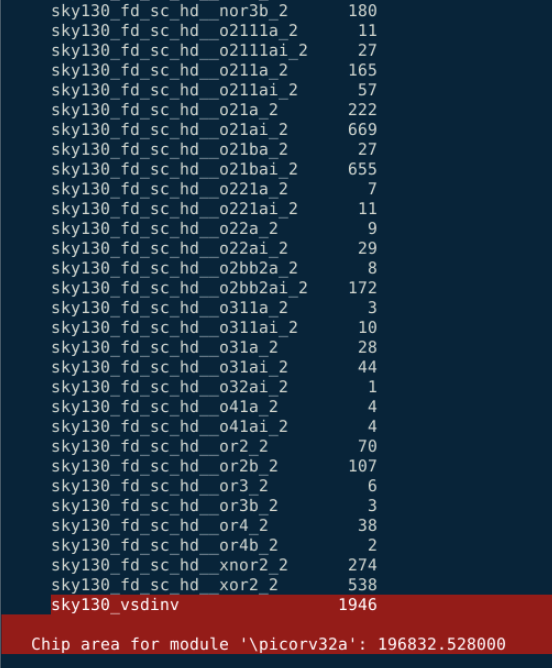 sky130_fd_sc_hd__nor3b_2 180
sky130_fd_sc_hd__o2111a_2 11
sky130_fd_sc_hd__o2111ai_2 27
sky130_fd_sc_hd__o211a_2 165
sky130_fd_sc_hd__o211ai_2 57
sky130_fd_sc_hd__o21a_2 222
sky130_fd_sc_hd__o21ai_2 669
sky130_fd_sc_hd__o21ba_2 27
sky130_fd_sc_hd__o21bai_2 655
sky130_fd_sc_hd__o221a_2 7
sky130_fd_sc_hd__o221ai_2 11
sky130_fd_sc_hd__o22a_2 9
sky130_fd_sc_hd__o22ai_2 29
sky130_fd_sc_hd__o2bb2a_2 8
sky130_fd_sc_hd__o2bb2ai_2 172
sky130_fd_sc_hd__o311a_2 3
sky130_fd_sc_hd__o311ai_2 10
sky130_fd_sc_hd__o31a_2 28
sky130_fd_sc_hd__o31ai_2 44
sky130_fd_sc_hd__o32ai_2 1
sky130_fd_sc_hd__o41a_2 4
sky130_fd_sc_hd__o41ai_2 4
sky130_fd_sc_hd__or2_2 70
sky130_fd_sc_hd__or2b_2 107
sky130_fd_sc_hd__or3_2 6
sky130_fd_sc_hd__or3b_2 3
sky130_fd_sc_hd__or4_2 38
sky130_fd_sc_hd__or4b_2 2
sky130_fd_sc_hd__xnor2_2 274
sky130_fd_sc_hd__xor2_2 538
sky130_vsdinv 1946
Chip area for module '\picorv32a': 196832.528000